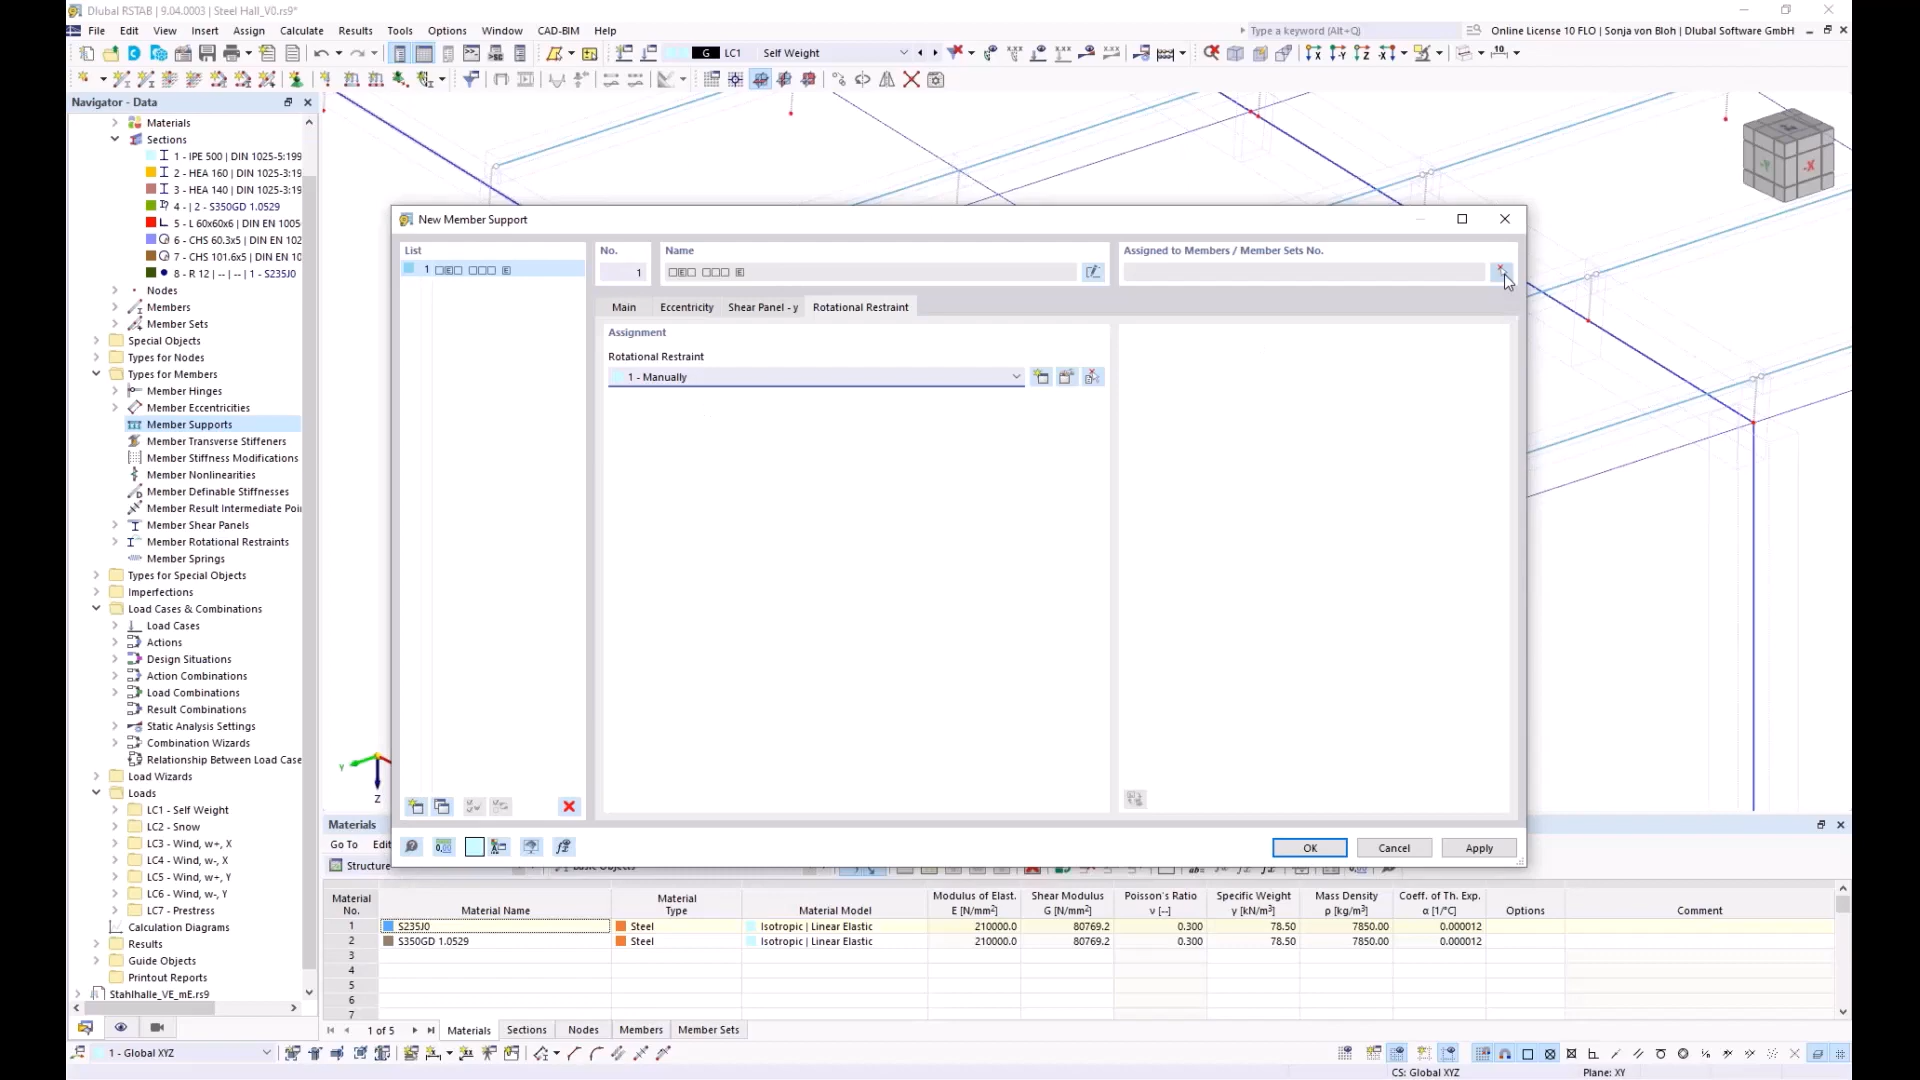 Dlubal RSTAB | 9.04.0003 | Steel Hall_V0.rs9*
File Edit View Insert Assign Calculate Results Tools Options Window CAD-BIM Help
Type a keyword (Alt+Q)
Online License 10 FLO | Sonja von Bloh | Dlubal Software GmbH
G LC1 Self Weight
Navigator - Data
Materials
Sections
1 - IPE 500 | DIN 1025-5:199
2 - HEA 160 | DIN 1025-3:19
3 - HEA 140 | DIN 1025-3:19
4 - | 2 - S350GD 1.0529
5 - L 60x60x6 | DIN EN 1005
6 - CHS 60.3x5 | DIN EN 102
7 - CHS 101.6x5 | DIN EN 10
8 - R 12 | -- | -- | 1 - S235J0
Nodes
Members
Member Sets
Special Objects
Types for Nodes
Types for Members
Member Hinges
Member Eccentricities
Member Supports
Member Transverse Stiffeners
Member Stiffness Modifications
Member Nonlinearities
Member Definable Stiffnesses
Member Result Intermediate Poi
Member Shear Panels
Member Rotational Restraints
Member Springs
Types for Special Objects
Imperfections
Load Cases & Combinations
Load Cases
Actions
Design Situations
Action Combinations
Load Combinations
Result Combinations
Static Analysis Settings
Combination Wizards
Relationship Between Load Case
Load Wizards
Loads
LC1 - Self Weight
LC2 - Snow
LC3 - Wind, w+, X
LC4 - Wind, w-, X
LC5 - Wind, w+, Y
LC6 - Wind, w-, Y
LC7 - Prestress
Calculation Diagrams
Results
Guide Objects
Printout Reports
Stahlhalle_VE_mE.rs9
New Member Support
List
1
No.
1
Name
Assigned to Members / Member Sets No.
Main Eccentricity Shear Panel - y Rotational Restraint
Assignment
Rotational Restraint
1 - Manually
OK Cancel Apply
Y
Z
-Y
-X
Materials
Go To Edit
Structure
Material No. Material Name Material Type Material Model Modulus of Elast. E [N/mm²] Shear Modulus G [N/mm²] Poisson's Ratio ν [--] Specific Weight γ [kN/m³] Mass Density ρ [kg/m³] Coeff. of Th. Exp. α [1/°C] Options Comment
1 S235J0 Steel Isotropic | Linear Elastic 210000.0 80769.2 0.300 78.50 7850.00 0.000012
2 S350GD 1.0529 Steel Isotropic | Linear Elastic 210000.0 80769.2 0.300 78.50 7850.00 0.000012
3
4
5
6
7
1 of 5 Materials Sections Nodes Members Member Sets
1 - Global XYZ
CS: Global XYZ Plane: XY